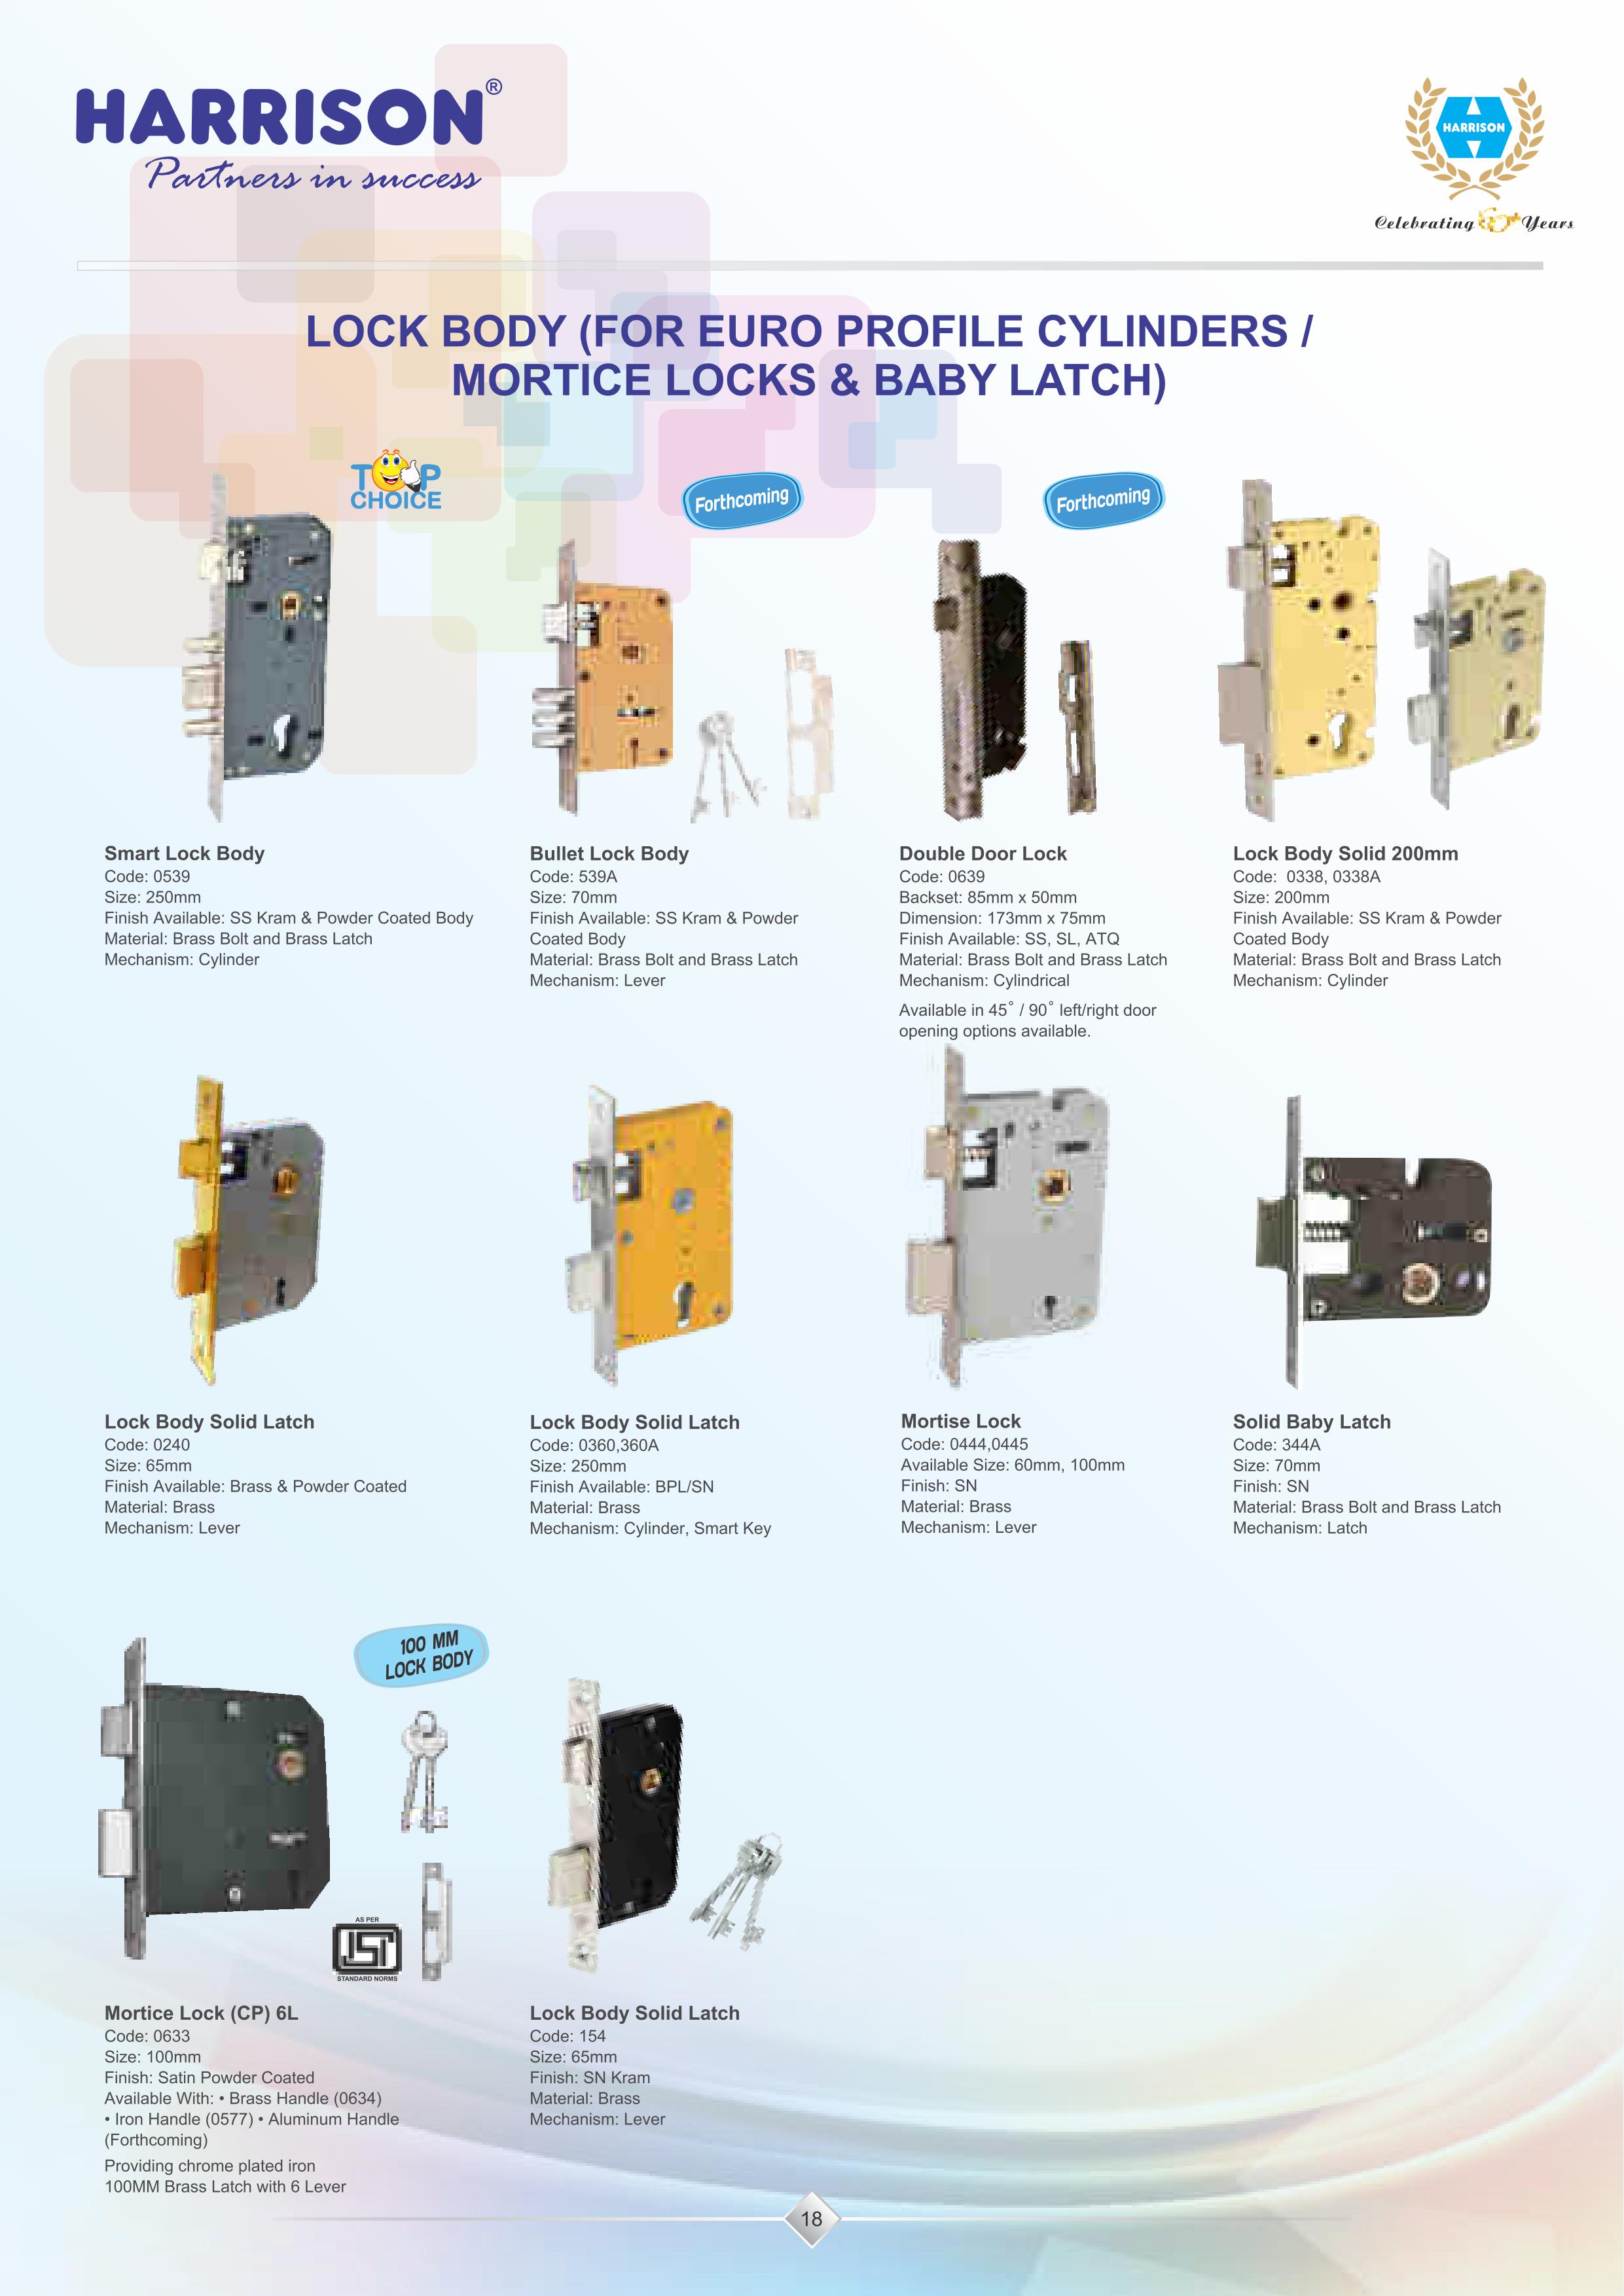 HARRISON®
Partners in success
HARRISON
Celebrating Years
LOCK BODY (FOR EURO PROFILE CYLINDERS /
MORTICE LOCKS & BABY LATCH)
TOP
CHOICE
Forthcoming
Forthcoming
Smart Lock Body
Code: 0539
Size: 250mm
Finish Available: SS Kram & Powder Coated Body
Material: Brass Bolt and Brass Latch
Mechanism: Cylinder
Bullet Lock Body
Code: 539A
Size: 70mm
Finish Available: SS Kram & Powder
Coated Body
Material: Brass Bolt and Brass Latch
Mechanism: Lever
Double Door Lock
Code: 0639
Backset: 85mm x 50mm
Dimension: 173mm x 75mm
Finish Available: SS, SL, ATQ
Material: Brass Bolt and Brass Latch
Mechanism: Cylindrical
Available in 45˚ / 90˚ left/right door
opening options available.
Lock Body Solid 200mm
Code:  0338, 0338A
Size: 200mm
Finish Available: SS Kram & Powder
Coated Body
Material: Brass Bolt and Brass Latch
Mechanism: Cylinder
Lock Body Solid Latch
Code: 0240
Size: 65mm
Finish Available: Brass & Powder Coated
Material: Brass
Mechanism: Lever
Lock Body Solid Latch
Code: 0360,360A
Size: 250mm
Finish Available: BPL/SN
Material: Brass
Mechanism: Cylinder, Smart Key
Mortise Lock
Code: 0444,0445
Available Size: 60mm, 100mm
Finish: SN
Material: Brass
Mechanism: Lever
Solid Baby Latch
Code: 344A
Size: 70mm
Finish: SN
Material: Brass Bolt and Brass Latch
Mechanism: Latch
100 MM
LOCK BODY
AS PER
ISI
STANDARD NORMS
Mortice Lock (CP) 6L
Code: 0633
Size: 100mm
Finish: Satin Powder Coated
Available With: • Brass Handle (0634)
• Iron Handle (0577) • Aluminum Handle
(Forthcoming)
Providing chrome plated iron
100MM Brass Latch with 6 Lever
Lock Body Solid Latch
Code: 154
Size: 65mm
Finish: SN Kram
Material: Brass
Mechanism: Lever
18